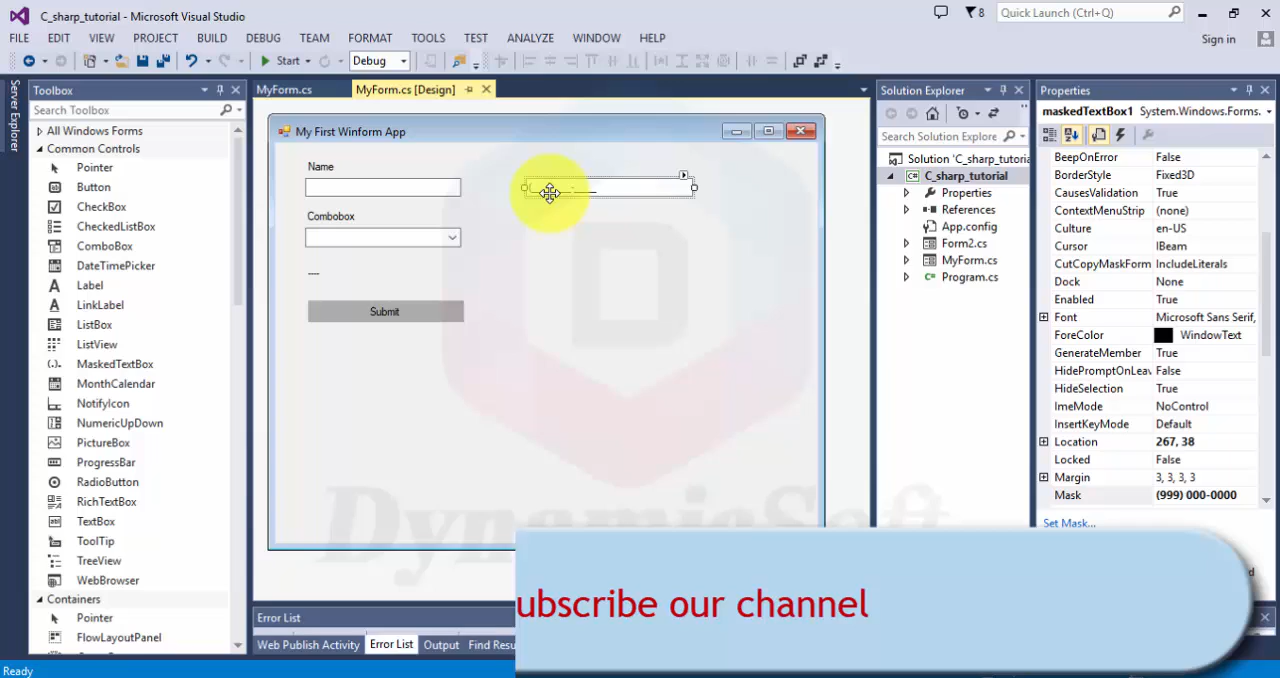 C_sharp_tutorial - Microsoft Visual Studio
8
Quick Launch (Ctrl+Q)
FILE EDIT VIEW PROJECT BUILD DEBUG TEAM FORMAT TOOLS TEST ANALYZE WINDOW HELP
Sign in
Start
Debug
Server Explorer
Toolbox
Search Toolbox
All Windows Forms
Common Controls
Pointer
Button
CheckBox
CheckedListBox
ComboBox
DateTimePicker
Label
LinkLabel
ListBox
ListView
MaskedTextBox
MonthCalendar
NotifyIcon
NumericUpDown
PictureBox
ProgressBar
RadioButton
RichTextBox
TextBox
ToolTip
TreeView
WebBrowser
Containers
Pointer
FlowLayoutPanel
MyForm.cs
MyForm.cs [Design]
My First Winform App
Name
Combobox
Submit
DynamicSoft
Solution Explorer
Search Solution Explore
Solution 'C_sharp_tutoria
C_sharp_tutorial
Properties
References
App.config
Form2.cs
MyForm.cs
Program.cs
Properties
maskedTextBox1 System.Windows.Forms.
BeepOnError False
BorderStyle Fixed3D
CausesValidation True
ContextMenuStrip (none)
Culture en-US
Cursor IBeam
CutCopyMaskForm IncludeLiterals
Dock None
Enabled True
Font Microsoft Sans Serif,
ForeColor WindowText
GenerateMember True
HidePromptOnLeav False
HideSelection True
ImeMode NoControl
InsertKeyMode Default
Location 267, 38
Locked False
Margin 3, 3, 3, 3
Mask (999) 000-0000
Set Mask...
ubscribe our channel
Error List
Web Publish Activity Error List Output Find Resu
Ready